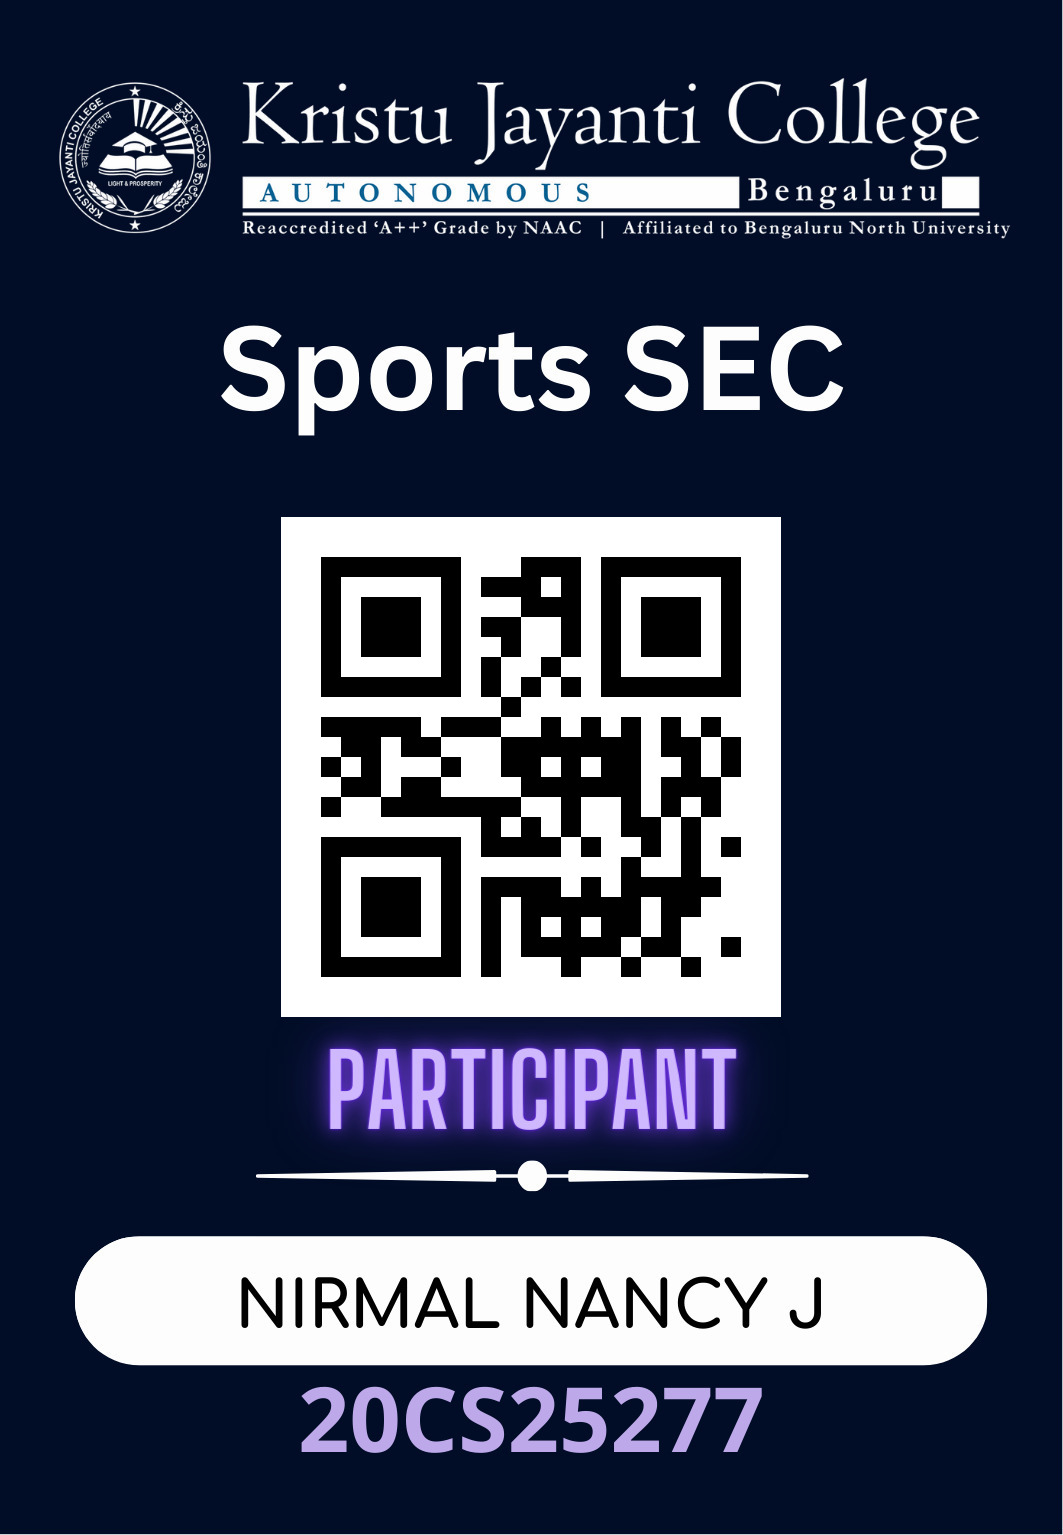 Kristu Jayanti College
AUTONOMOUS Bengaluru
Reaccredited ‘A++’ Grade by NAAC | Affiliated to Bengaluru North University
KRISTU JAYANTI COLLEGE
LIGHT & PROSPERITY
Sports SEC
PARTICIPANT
NIRMAL NANCY J
20CS25277